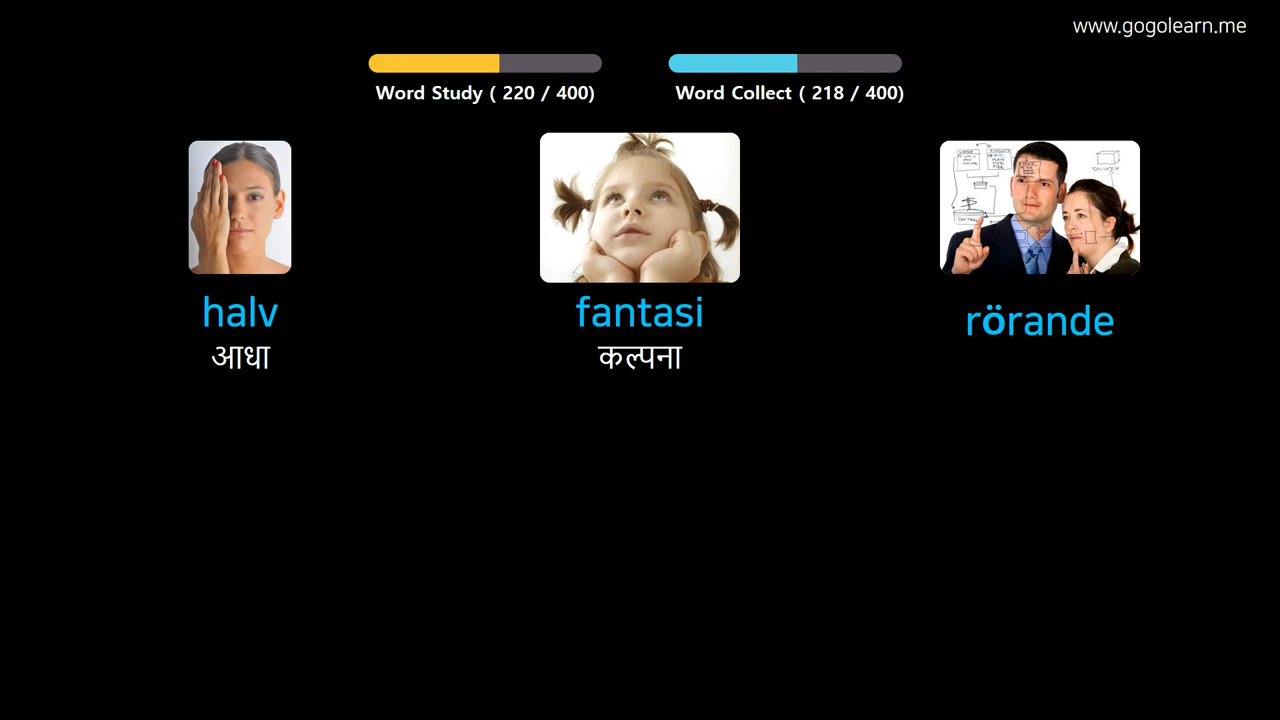 www.gogolearn.me
Word Study ( 220 / 400)
Word Collect ( 218 / 400)
halv
fantasi
rörande
आधा
कल्पना